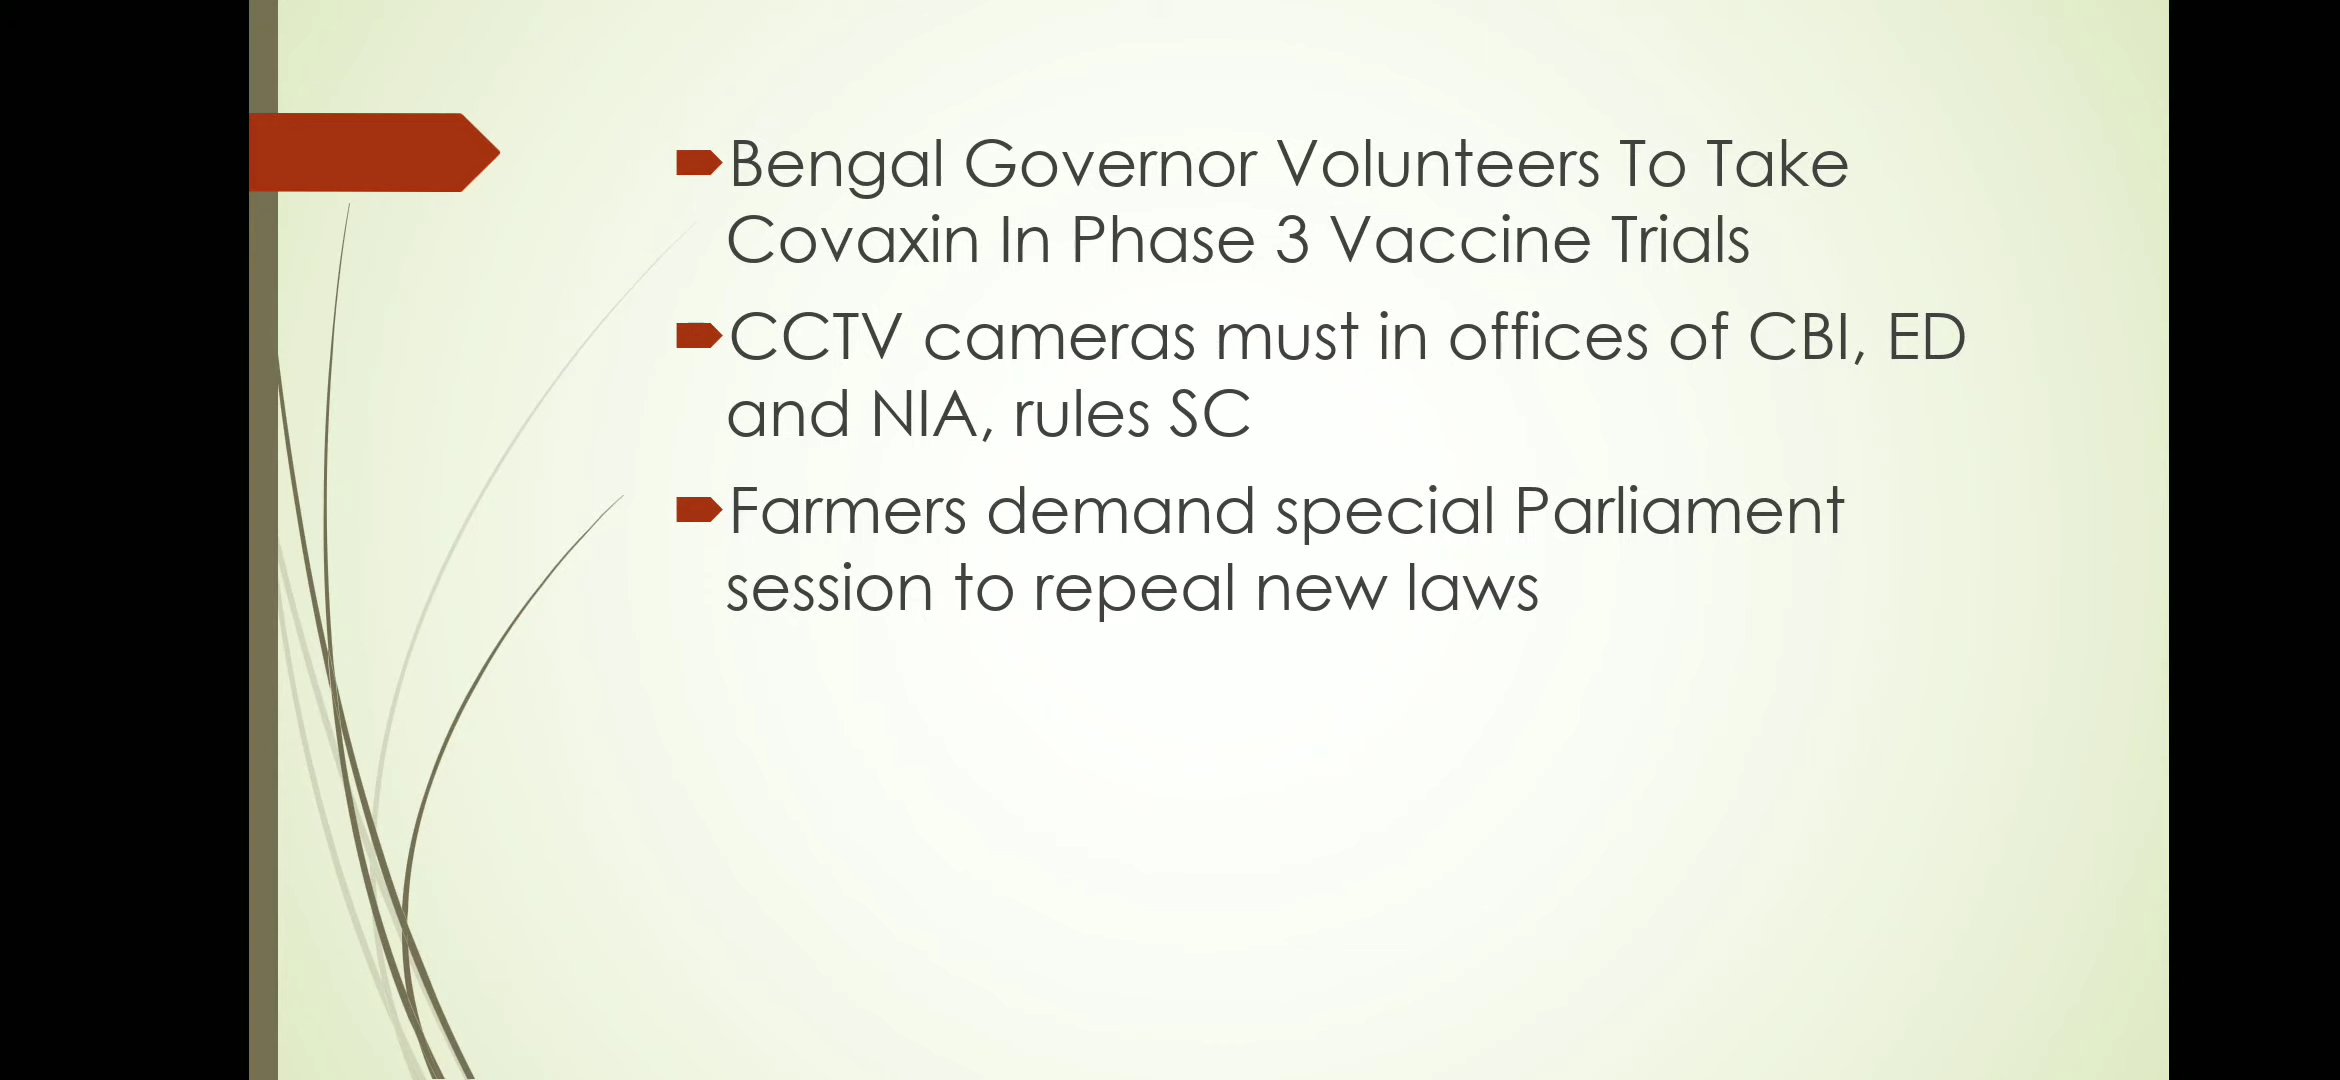 Bengal Governor Volunteers To Take
Covaxin In Phase 3 Vaccine Trials
CCTV cameras must in offices of CBI, ED
and NIA, rules SC
Farmers demand special Parliament
session to repeal new laws